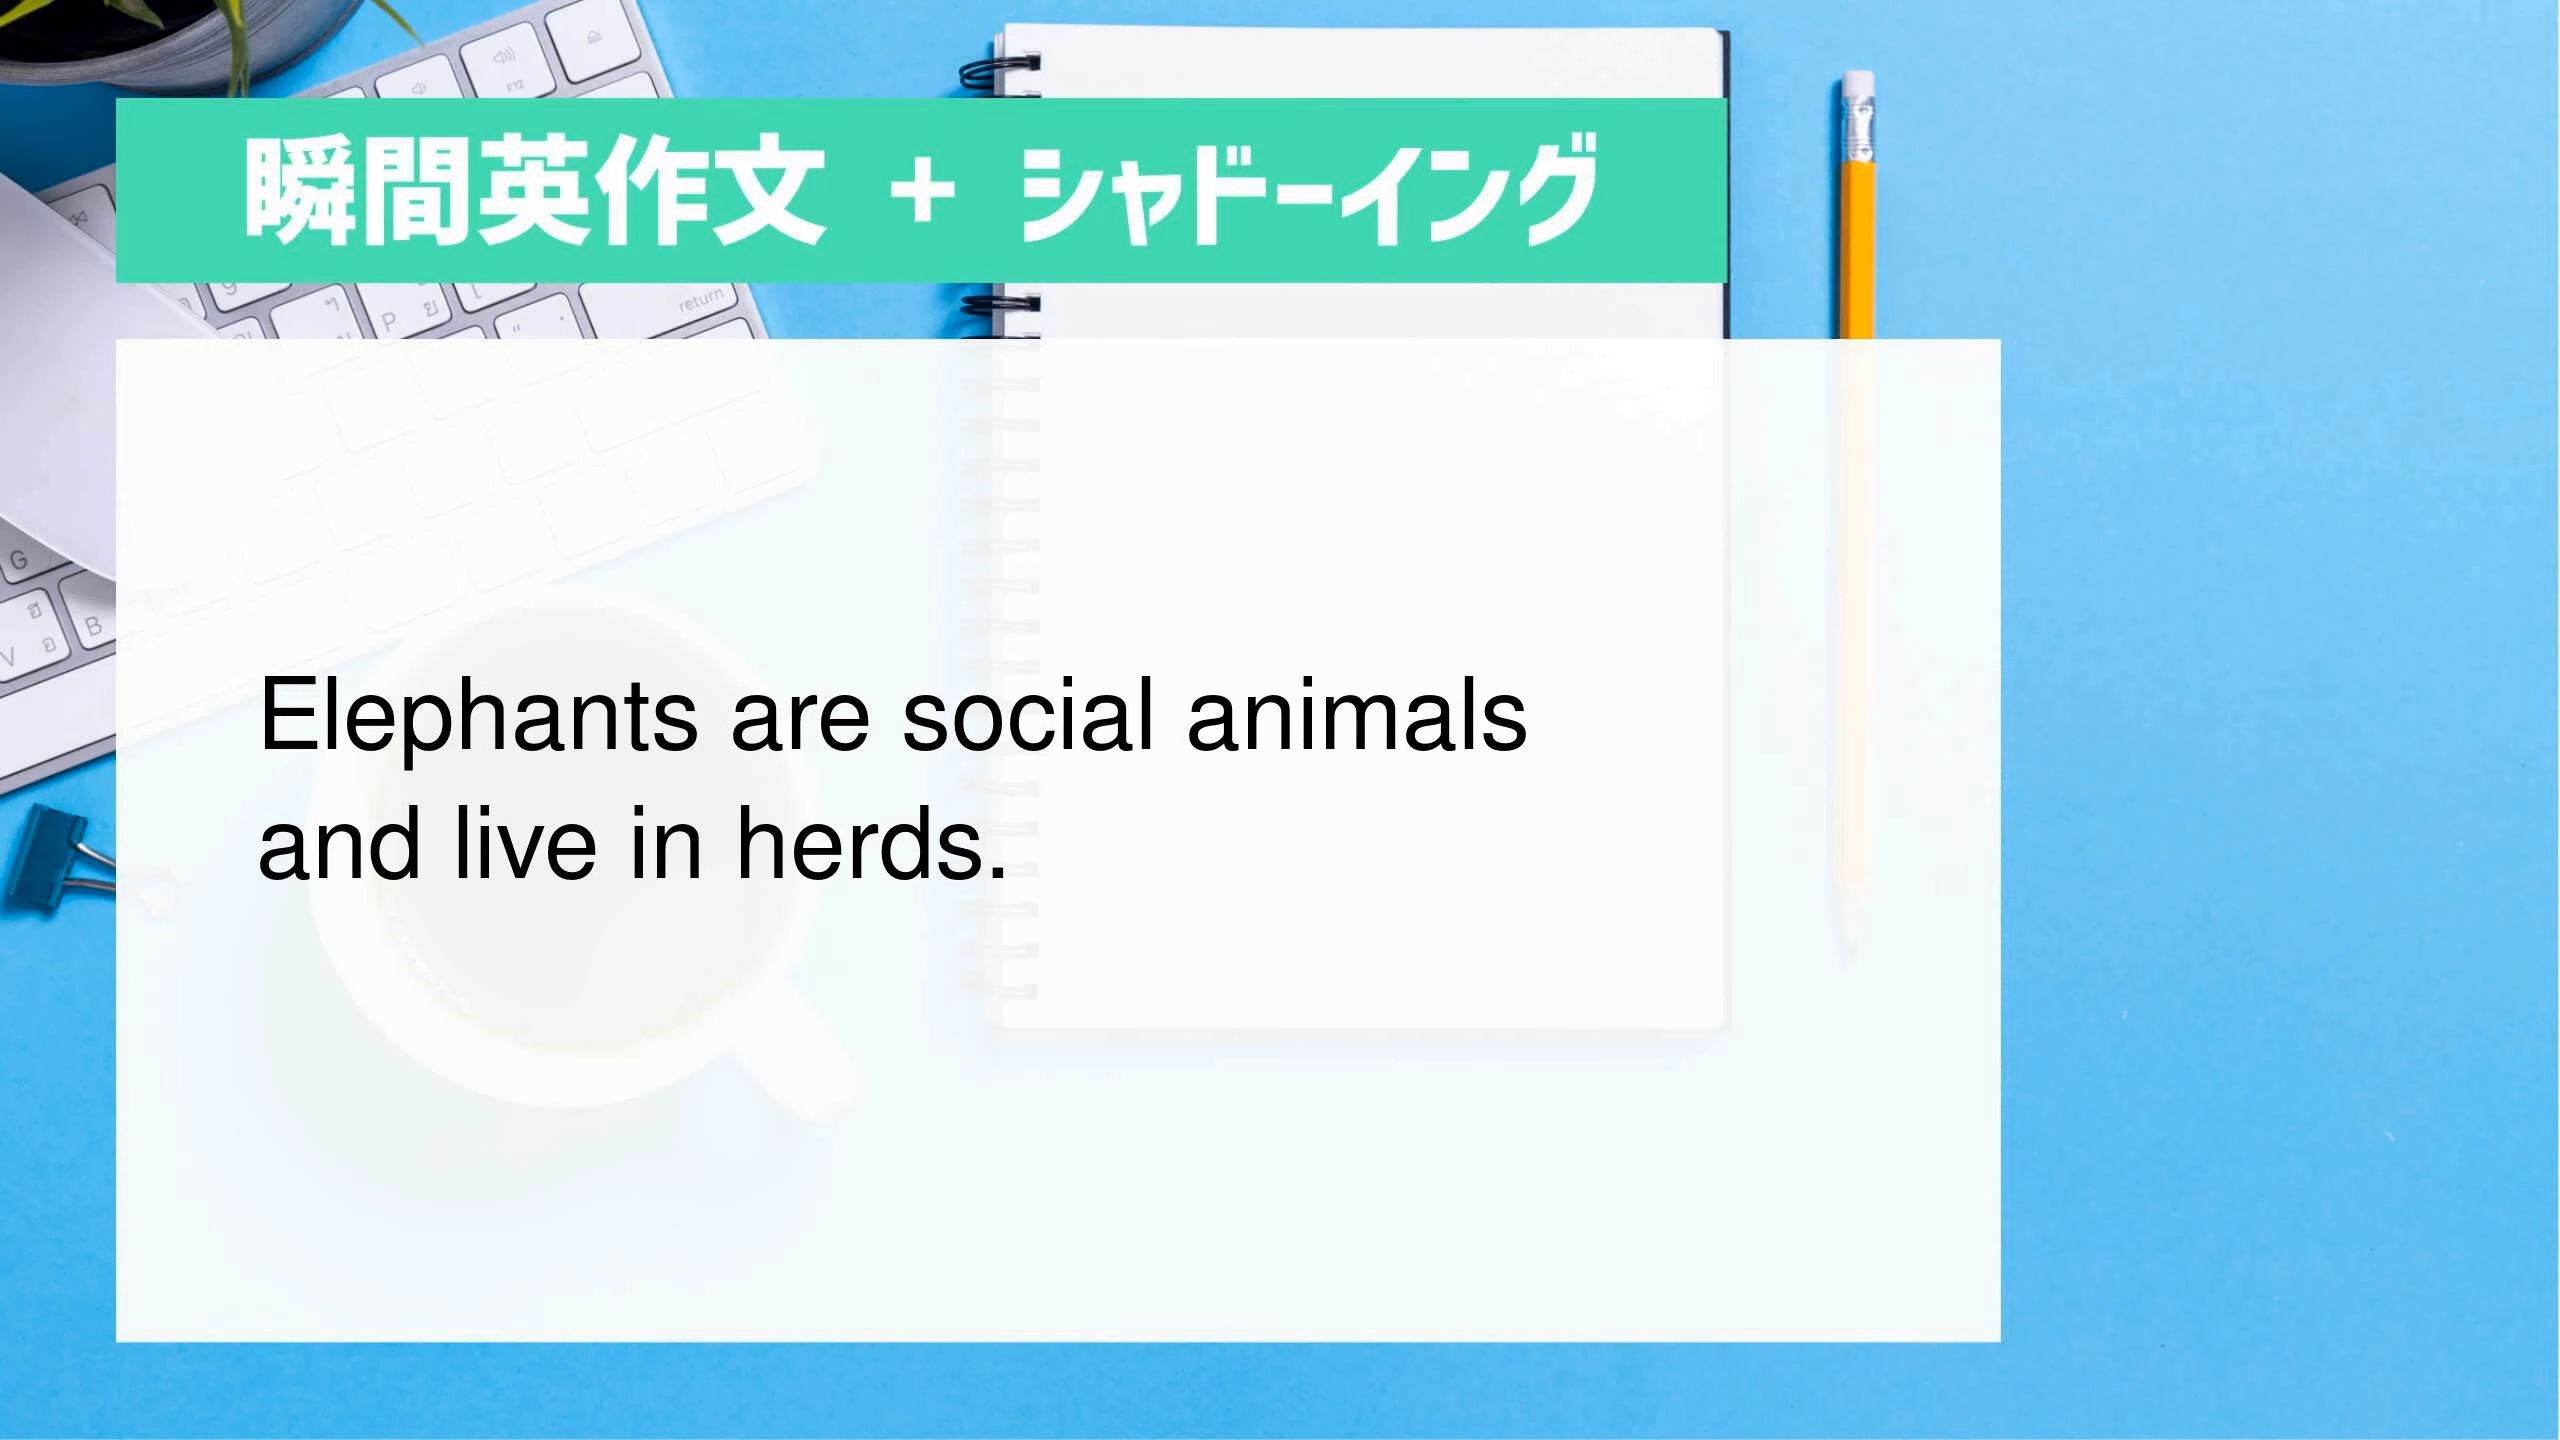 瞬間英作文 + シャドーイング
Elephants are social animals
and live in herds.